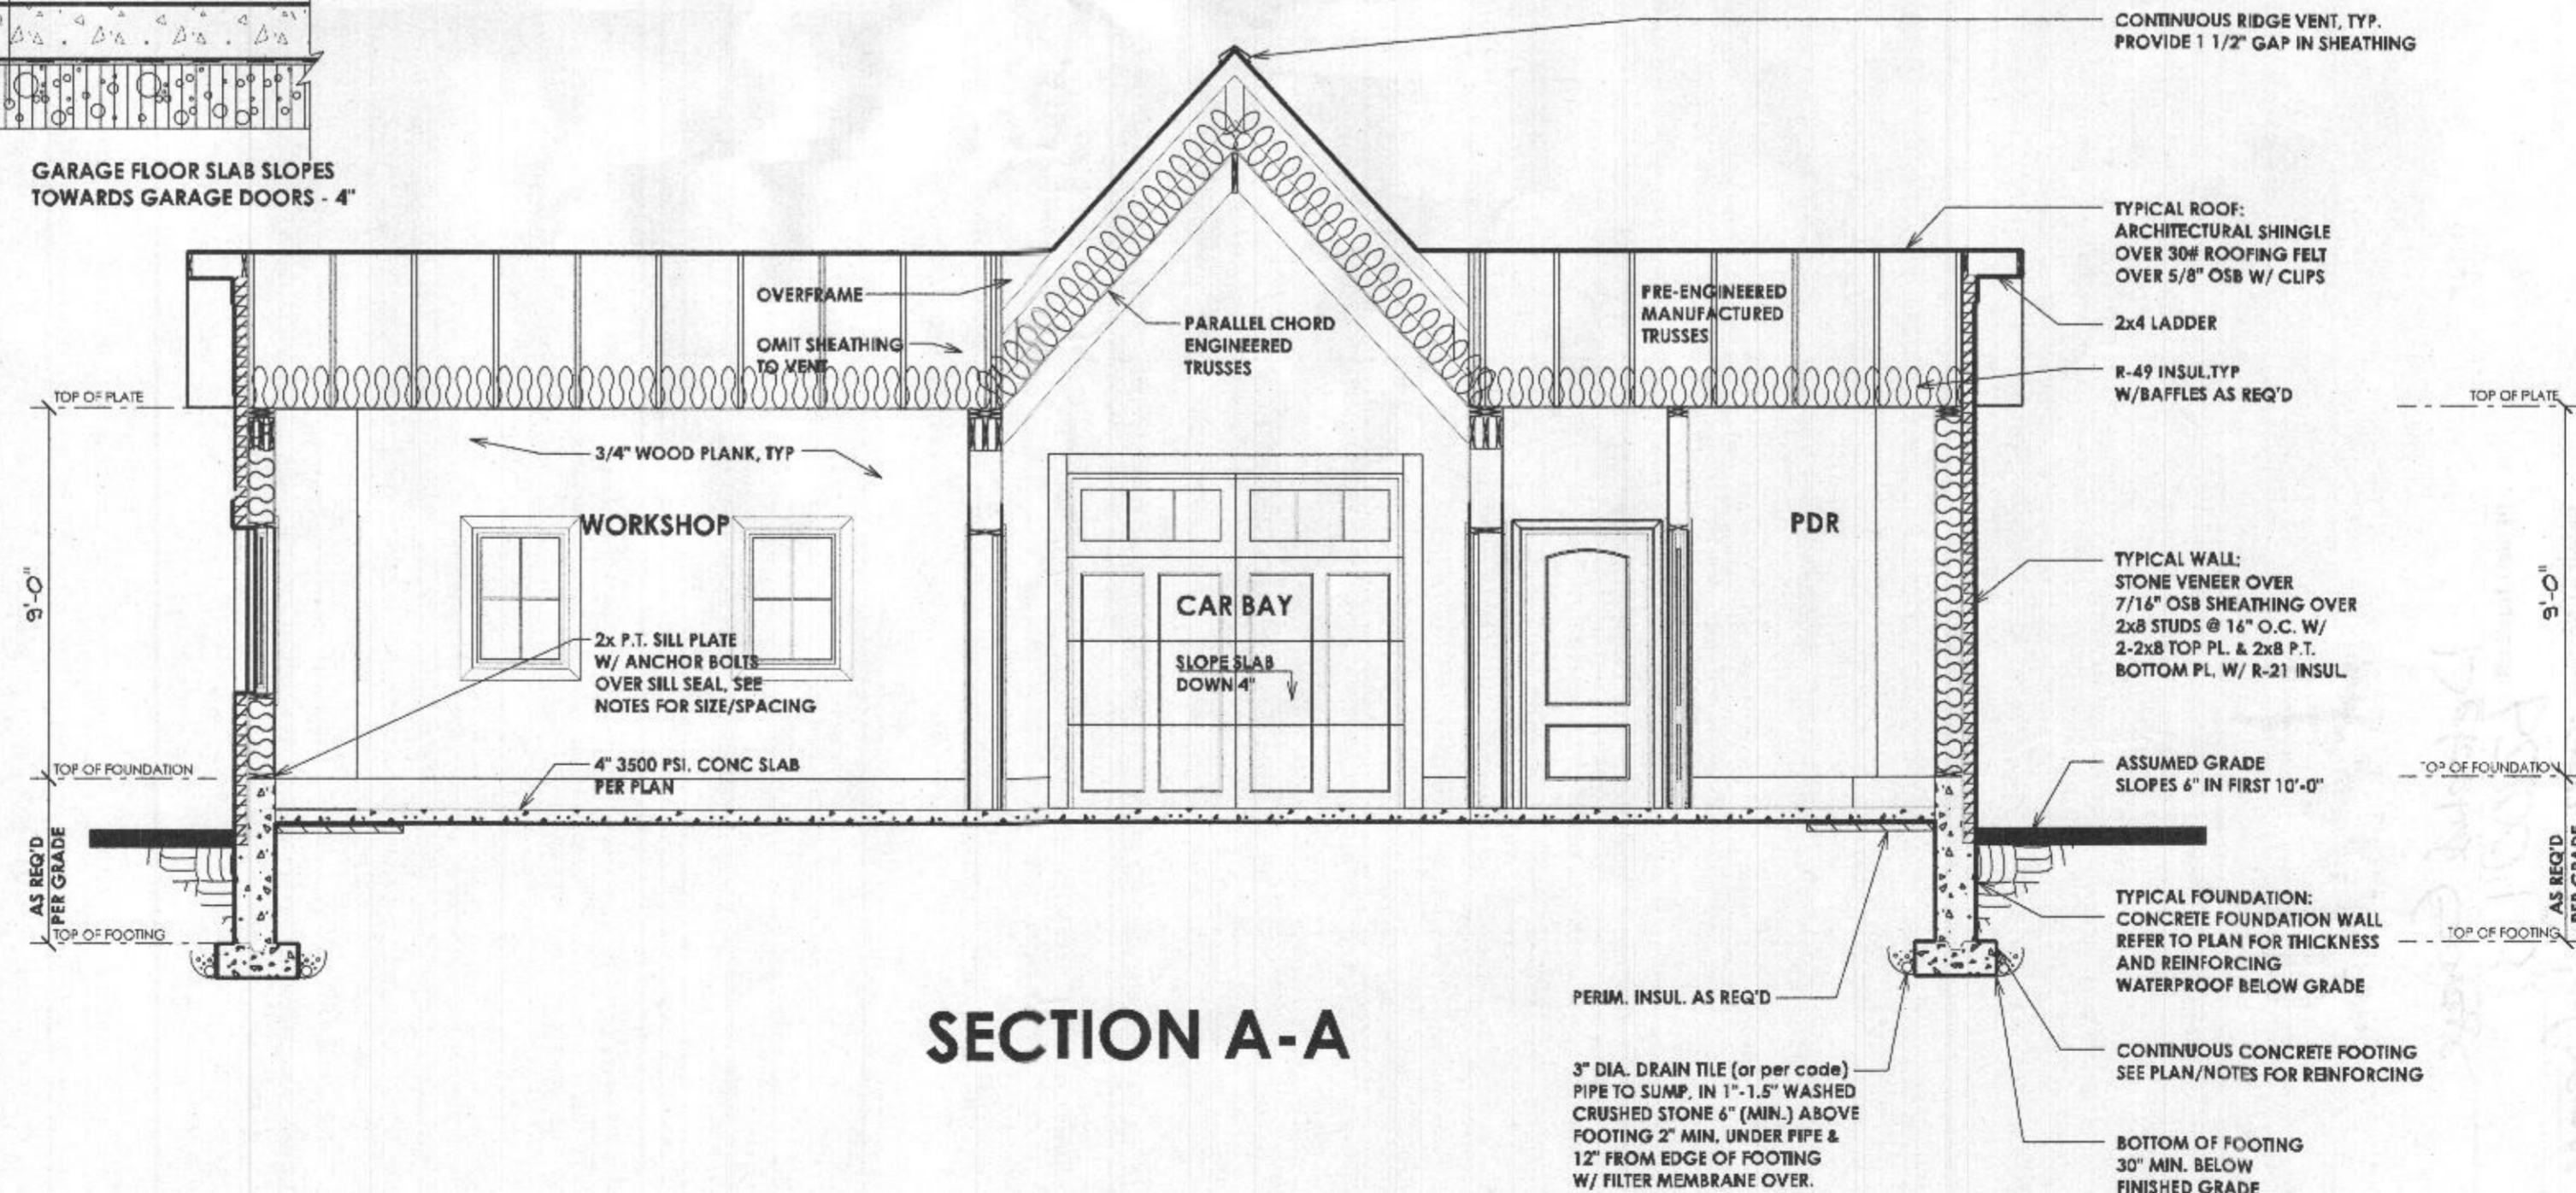 GARAGE FLOOR SLAB SLOPES
TOWARDS GARAGE DOORS - 4"
CONTINUOUS RIDGE VENT, TYP.
PROVIDE 1 1/2" GAP IN SHEATHING
TYPICAL ROOF:
ARCHITECTURAL SHINGLE
OVER 30# ROOFING FELT
OVER 5/8" OSB W/ CLIPS
2x4 LADDER
R-49 INSUL,TYP
W/BAFFLES AS REQ'D
OVERFRAME
OMIT SHEATHING
TO VENT
PARALLEL CHORD
ENGINEERED
TRUSSES
PRE-ENGINEERED
MANUFACTURED
TRUSSES
TOP OF PLATE
TOP OF PLATE
3/4" WOOD PLANK, TYP
WORKSHOP
PDR
CAR BAY
SLOPE SLAB
DOWN 4"
9'-0"
9'-0"
2x P.T. SILL PLATE
W/ ANCHOR BOLTS
OVER SILL SEAL, SEE
NOTES FOR SIZE/SPACING
TYPICAL WALL:
STONE VENEER OVER
7/16" OSB SHEATHING OVER
2x8 STUDS @ 16" O.C. W/
2-2x8 TOP PL. & 2x8 P.T.
BOTTOM PL. W/ R-21 INSUL.
TOP OF FOUNDATION
4" 3500 PSI. CONC SLAB
PER PLAN
ASSUMED GRADE
SLOPES 6" IN FIRST 10'-0"
TOP OF FOUNDATION
AS REQ'D
PER GRADE
AS REQ'D
PER GRADE
TOP OF FOOTING
TYPICAL FOUNDATION:
CONCRETE FOUNDATION WALL
REFER TO PLAN FOR THICKNESS
AND REINFORCING
WATERPROOF BELOW GRADE
TOP OF FOOTING
SECTION A-A
PERIM. INSUL. AS REQ'D
3" DIA. DRAIN TILE (or per code)
PIPE TO SUMP, IN 1"-1.5" WASHED
CRUSHED STONE 6" (MIN.) ABOVE
FOOTING 2" MIN. UNDER PIPE &
12" FROM EDGE OF FOOTING
W/ FILTER MEMBRANE OVER.
CONTINUOUS CONCRETE FOOTING
SEE PLAN/NOTES FOR REINFORCING
BOTTOM OF FOOTING
30" MIN. BELOW
FINISHED GRADE